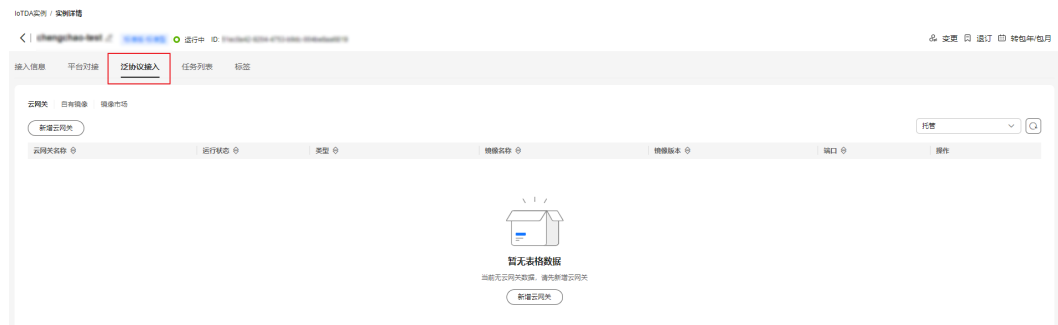 IoTDA实例 / 实例详情
运行中 ID: 变更 退订 转包年/包月
接入信息 平台对接 泛协议接入 任务列表 标签
云网关 自有镜像 镜像市场
新增云网关 托管
云网关名称 运行状态 类型 镜像名称 镜像版本 端口 操作
暂无表格数据
当前无云网关数据，请先新增云网关
新增云网关